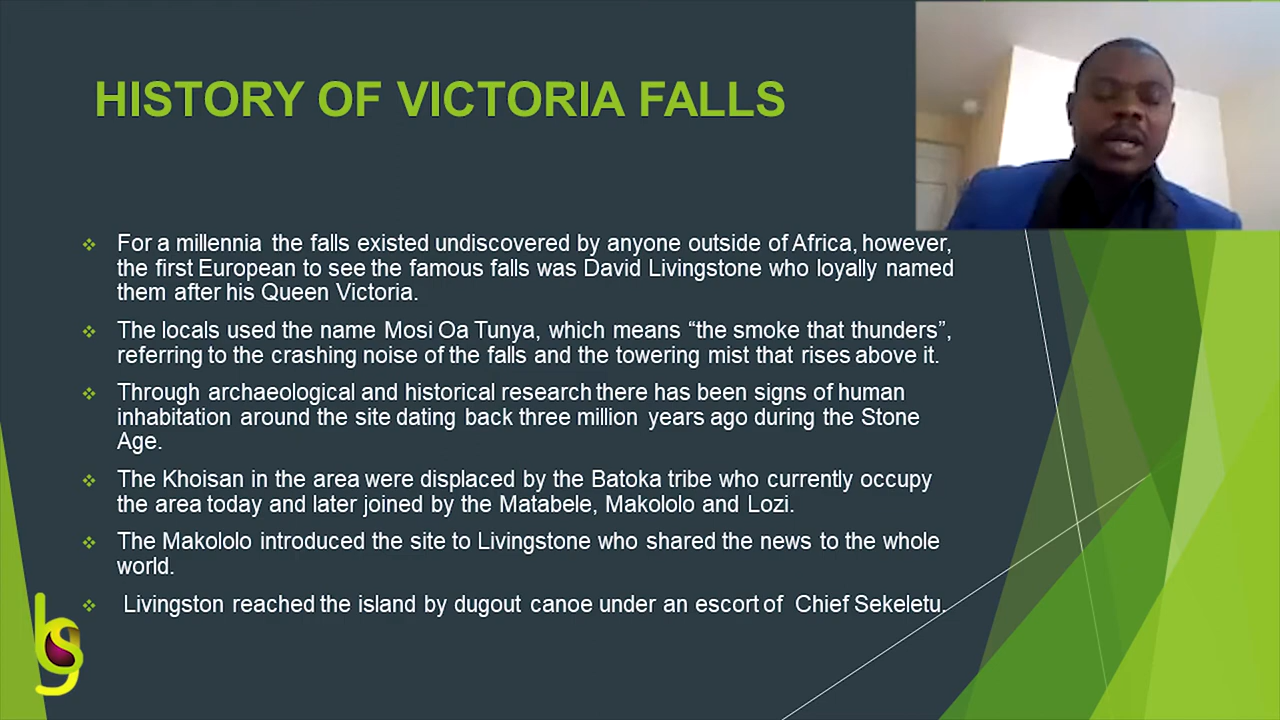 HISTORY OF VICTORIA FALLS
For a millennia the falls existed undiscovered by anyone outside of Africa, however,
the first European to see the famous falls was David Livingstone who loyally named
them after his Queen Victoria.
The locals used the name Mosi Oa Tunya, which means “the smoke that thunders”,
referring to the crashing noise of the falls and the towering mist that rises above it.
Through archaeological and historical research there has been signs of human
inhabitation around the site dating back three million years ago during the Stone
Age.
The Khoisan in the area were displaced by the Batoka tribe who currently occupy
the area today and later joined by the Matabele, Makololo and Lozi.
The Makololo introduced the site to Livingstone who shared the news to the whole
world.
Livingston reached the island by dugout canoe under an escort of Chief Sekeletu.